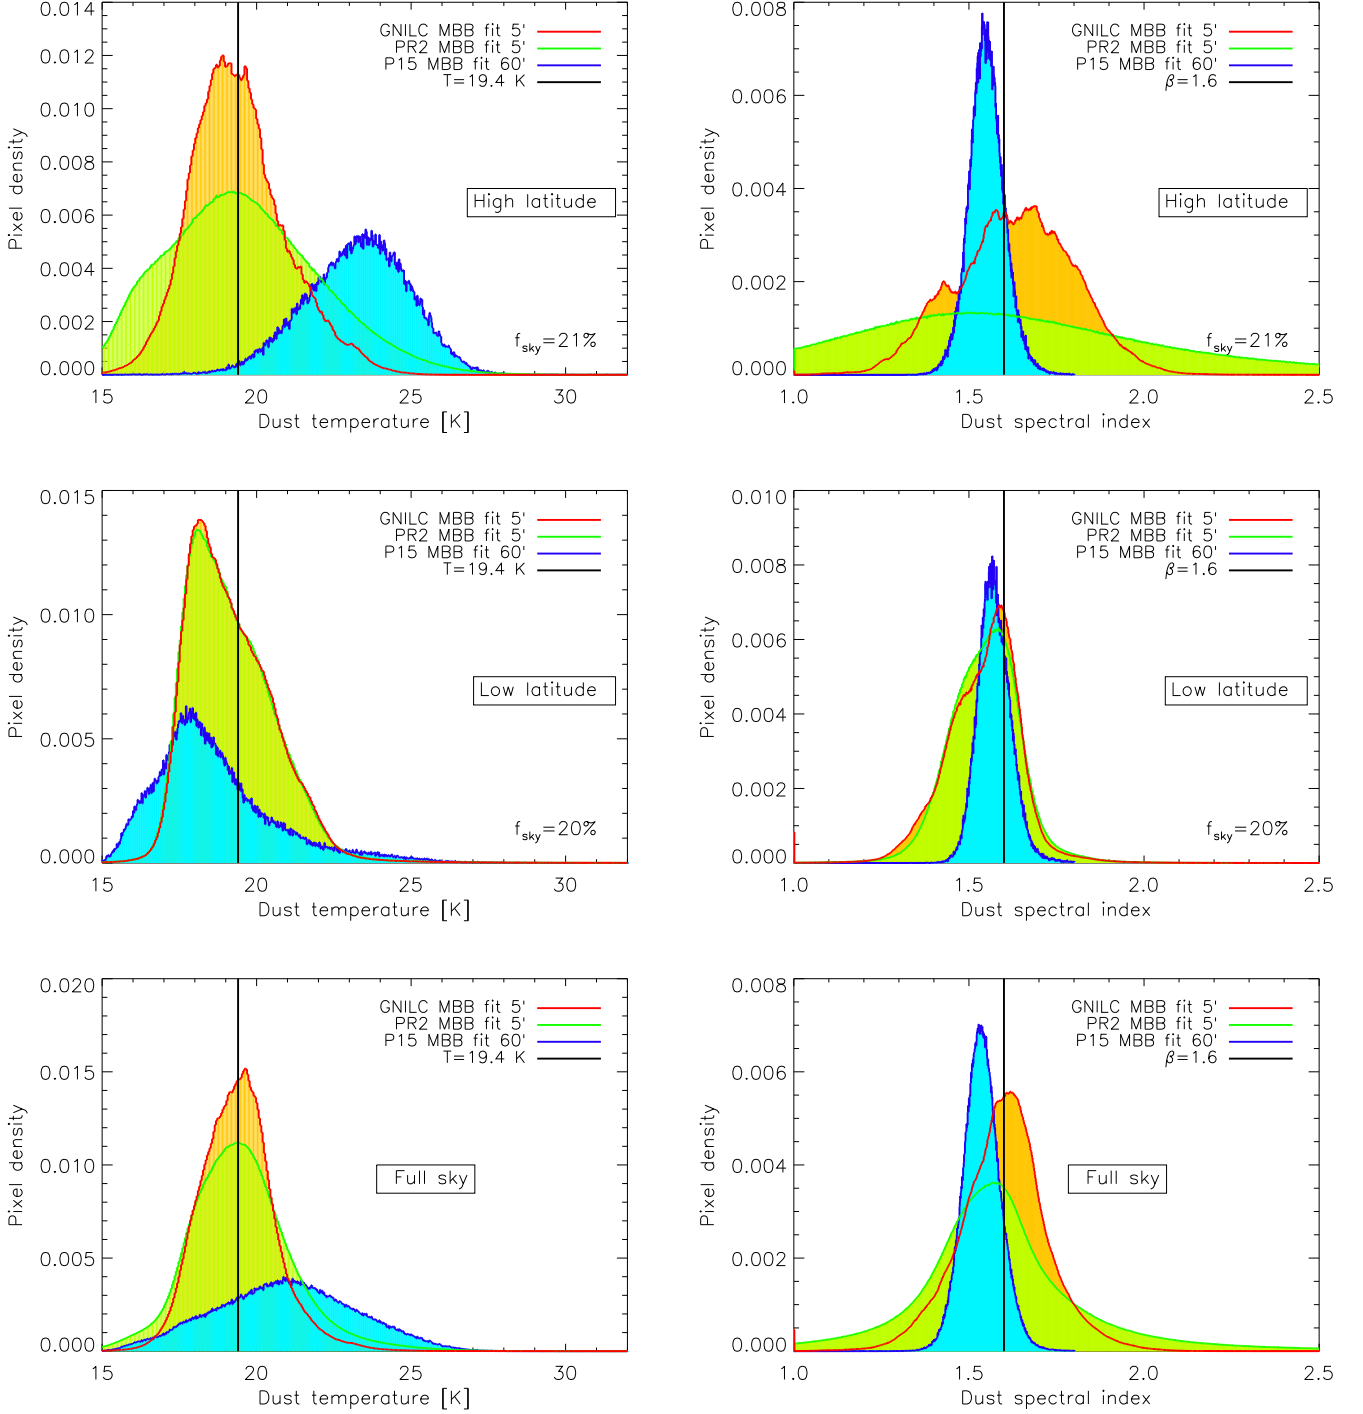 0.014
0.012
0.010
0.008
0.006
0.004
0.002
0.000
Pixel density
GNILC MBB fit 5'
PR2 MBB fit 5'
P15 MBB fit 60'
T=19.4 K
High latitude
f_sky=21%
15 20 25 30
Dust temperature [K]
0.008
0.006
0.004
0.002
0.000
Pixel density
GNILC MBB fit 5'
PR2 MBB fit 5'
P15 MBB fit 60'
β=1.6
High latitude
f_sky=21%
1.0 1.5 2.0 2.5
Dust spectral index
0.015
0.010
0.005
0.000
Pixel density
GNILC MBB fit 5'
PR2 MBB fit 5'
P15 MBB fit 60'
T=19.4 K
Low latitude
f_sky=20%
15 20 25 30
Dust temperature [K]
0.010
0.008
0.006
0.004
0.002
0.000
Pixel density
GNILC MBB fit 5'
PR2 MBB fit 5'
P15 MBB fit 60'
β=1.6
Low latitude
f_sky=20%
1.0 1.5 2.0 2.5
Dust spectral index
0.020
0.015
0.010
0.005
0.000
Pixel density
GNILC MBB fit 5'
PR2 MBB fit 5'
P15 MBB fit 60'
T=19.4 K
Full sky
15 20 25 30
Dust temperature [K]
0.008
0.006
0.004
0.002
0.000
Pixel density
GNILC MBB fit 5'
PR2 MBB fit 5'
P15 MBB fit 60'
β=1.6
Full sky
1.0 1.5 2.0 2.5
Dust spectral index